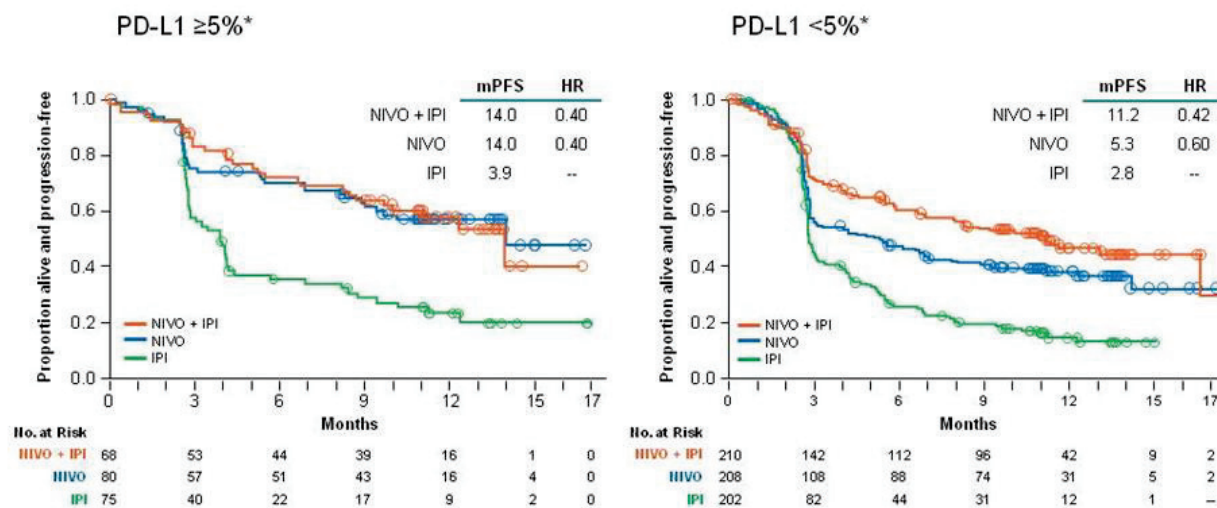 PD-L1 ≥5%*
mPFS HR
NIVO + IPI 14.0 0.40
NIVO 14.0 0.40
IPI 3.9 --
Proportion alive and progression-free
1.0
0.8
0.6
0.4
0.2
0.0
NIVO + IPI
NIVO
IPI
0 3 6 9 12 15 17
Months
No. at Risk
NIVO + IPI 68 53 44 39 16 1 0
NIVO 80 57 51 43 16 4 0
IPI 75 40 22 17 9 2 0
PD-L1 <5%*
mPFS HR
NIVO + IPI 11.2 0.42
NIVO 5.3 0.60
IPI 2.8 --
Proportion alive and progression-free
1.0
0.8
0.6
0.4
0.2
0.0
NIVO + IPI
NIVO
IPI
0 3 6 9 12 15 17
Months
No. at Risk
NIVO + IPI 210 142 112 96 42 9 2
NIVO 208 108 88 74 31 5 2
IPI 202 82 44 31 12 1 --